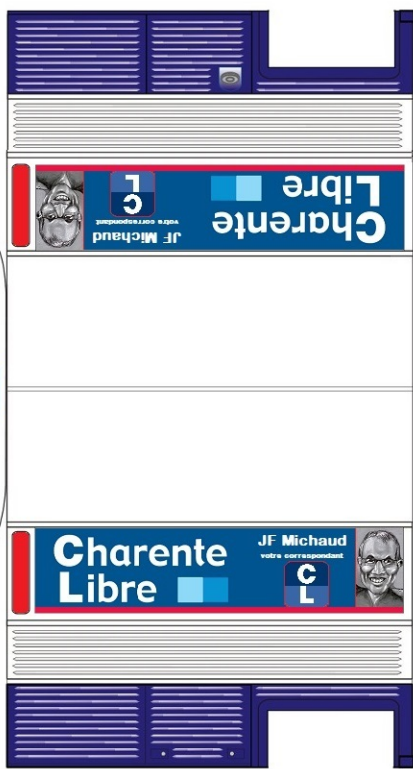 JF Michaud
votre correspondant
C
L
Charente
Libre
Charente
Libre
JF Michaud
votre correspondant
C
L